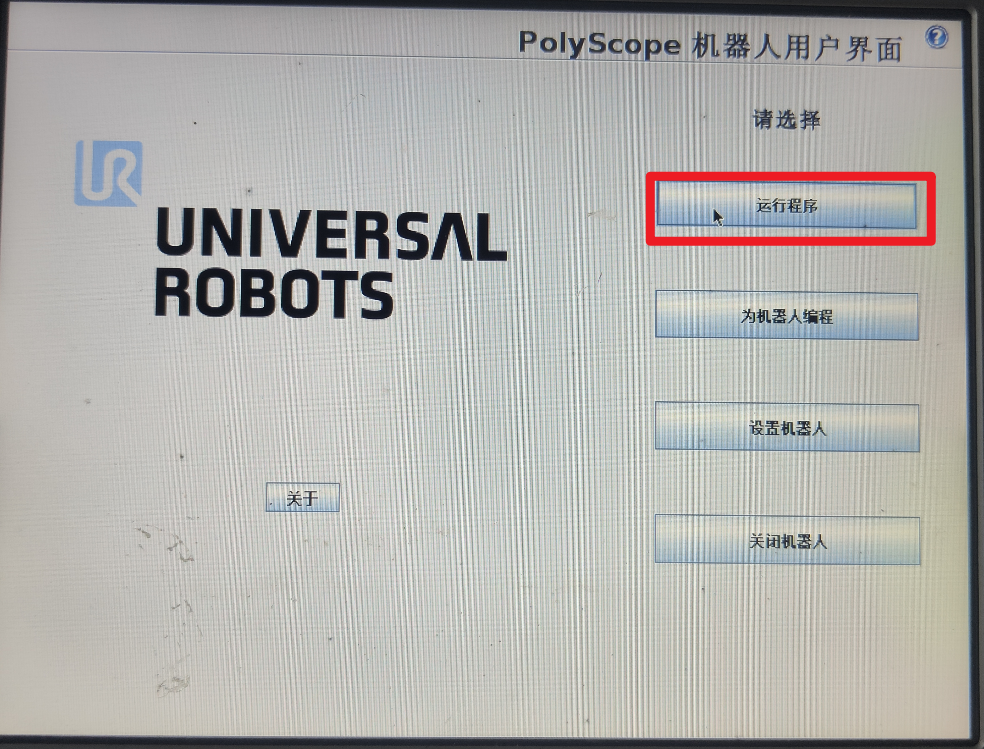 PolyScope 机器人用户界面
?
请选择
UR
UNIVERSAL
ROBOTS
运行程序
为机器人编程
设置机器人
关于
关闭机器人